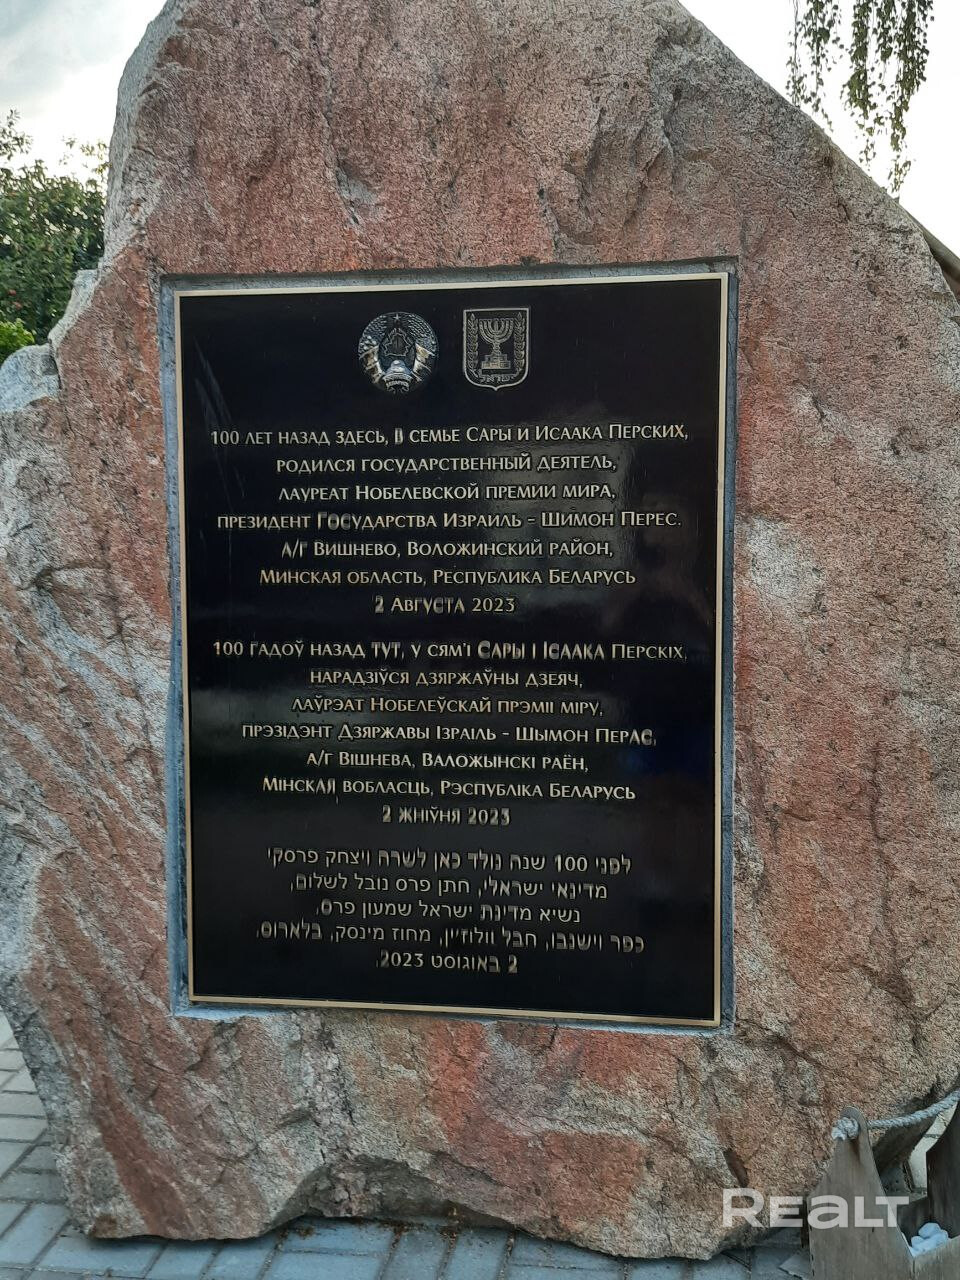 100 ЛЕТ НАЗАД ЗДЕСЬ, В СЕМЬЕ САРЫ И ИСААКА ПЕРСКИХ,
РОДИЛСЯ ГОСУДАРСТВЕННЫЙ ДЕЯТЕЛЬ,
ЛАУРЕАТ НОБЕЛЕВСКОЙ ПРЕМИИ МИРА,
ПРЕЗИДЕНТ ГОСУДАРСТВА ИЗРАИЛЬ - ШИМОН ПЕРЕС.
А/Г ВИШНЕВО, ВОЛОЖИНСКИЙ РАЙОН,
МИНСКАЯ ОБЛАСТЬ, РЕСПУБЛИКА БЕЛАРУСЬ
2 АВГУСТА 2023
100 ГАДОЎ НАЗАД ТУТ, У СЯМ'І САРЫ І ІСААКА ПЕРСКІХ,
НАРАДЗІЎСЯ ДЗЯРЖАЎНЫ ДЗЕЯЧ,
ЛАЎРЭАТ НОБЕЛЕЎСКАЙ ПРЭМІІ МІРУ,
ПРЭЗІДЭНТ ДЗЯРЖАВЫ ІЗРАІЛЬ - ШЫМОН ПЕРАС,
А/Г ВІШНЕВА, ВАЛОЖЫНСКІ РАЁН,
МІНСКАЯ ВОБЛАСЦЬ, РЭСПУБЛІКА БЕЛАРУСЬ
2 ЖНІЎНЯ 2023
לפני 100 שנה נולד כאן לשרה ויצחק פרסקי
מדינאי ישראלי, חתן פרס נובל לשלום,
נשיא מדינת ישראל שמעון פרס.
כפר וישנבו, חבל וולוז'ין, מחוז מינסק, בלארוס.
2 באוגוסט 2023.
REALT